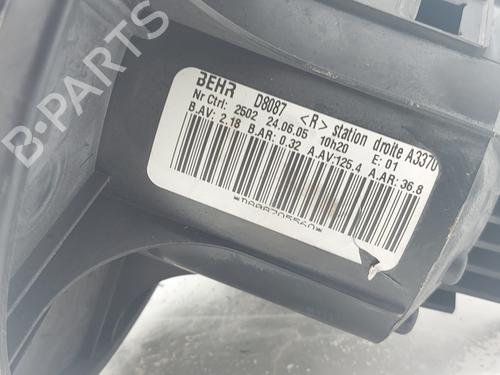 B-PARTS
BEHR D8087 <R> station droite A3370
Nr Ctrl: 2502 24.06.05 10h20 E: 01
B.AV: 2.18 B.AR: 0.32 A.AV:125.4 A.AR: 36.8